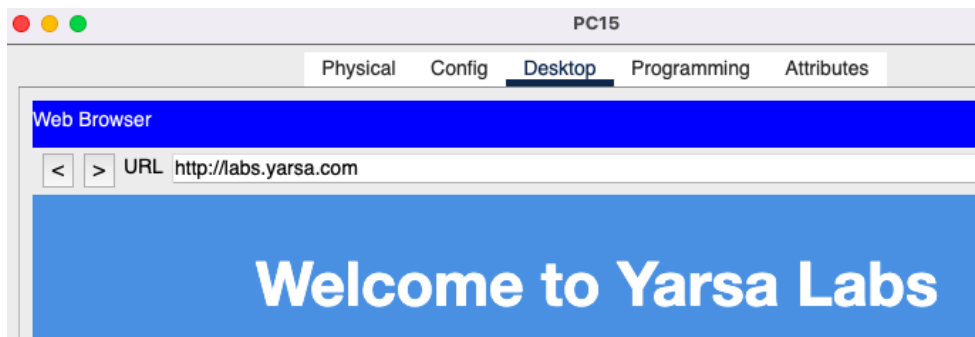 PC15
Physical Config Desktop Programming Attributes
Web Browser
< > URL http://labs.yarsa.com
Welcome to Yarsa Labs